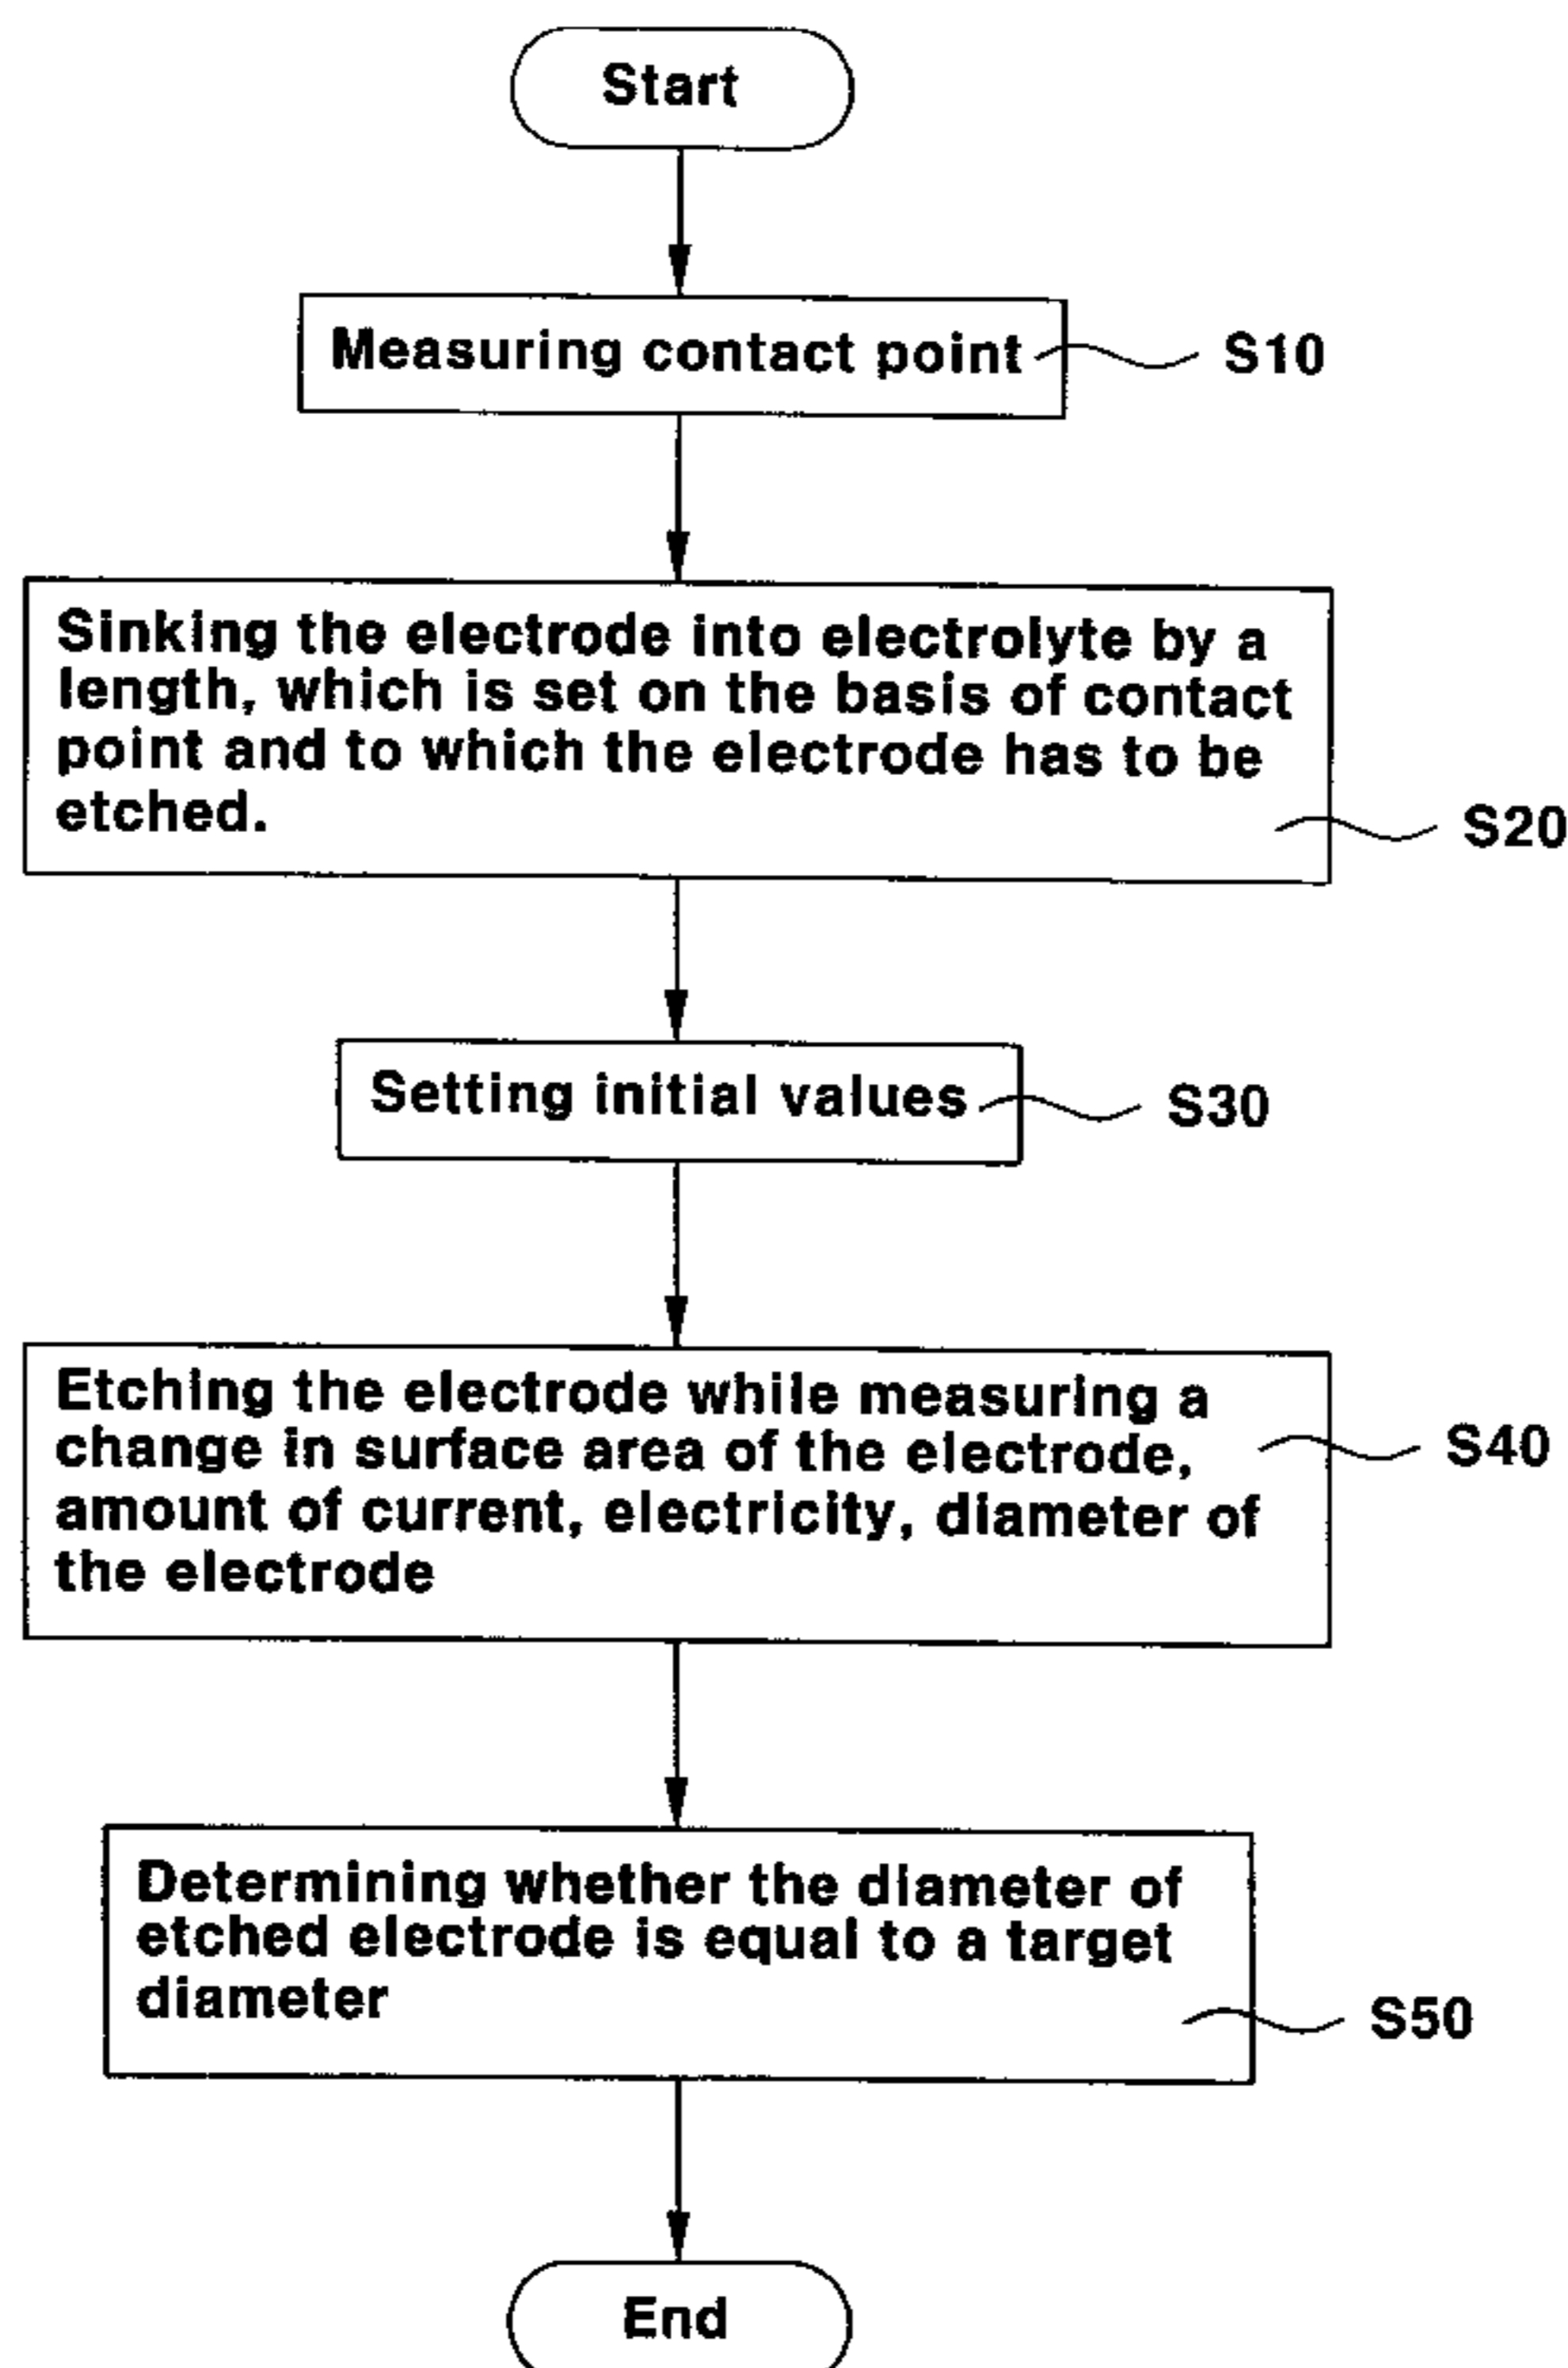 Start
Measuring contact point
S10
Sinking the electrode into electrolyte by a
length, which is set on the basis of contact
point and to which the electrode has to be
etched.
S20
Setting initial values
S30
Etching the electrode while measuring a
change in surface area of the electrode,
amount of current, electricity, diameter of
the electrode
S40
Determining whether the diameter of
etched electrode is equal to a target
diameter
S50
End